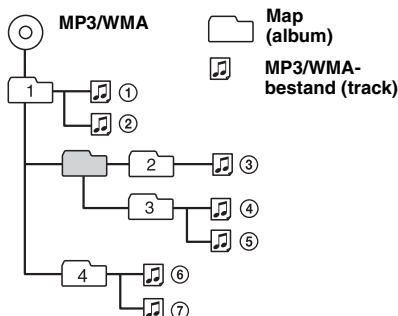 MP3/WMA
Map
(album)
MP3/WMA-
bestand (track)
1
①
②
2
③
3
④
⑤
4
⑥
⑦